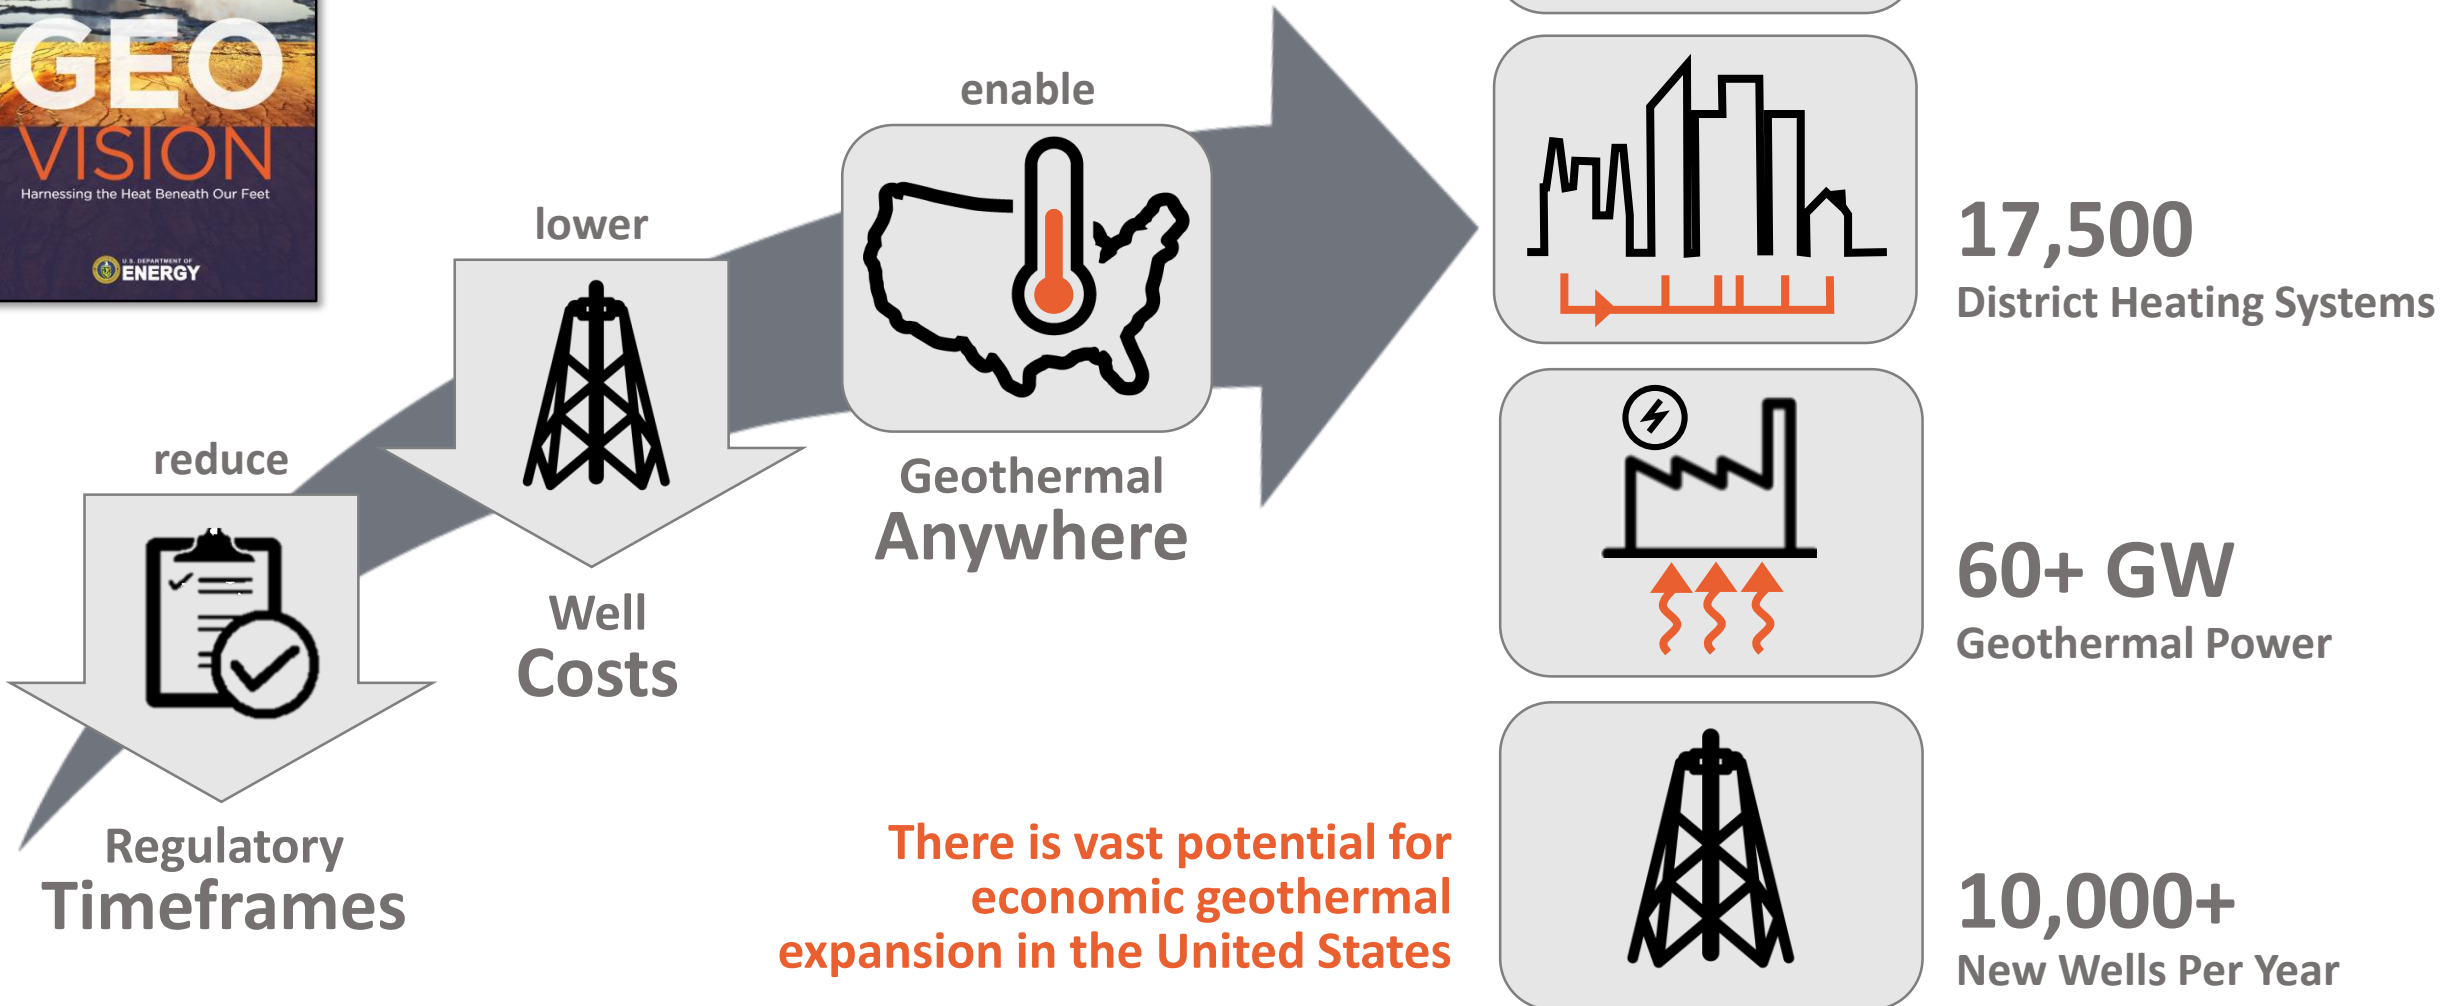 GEO
VISION
Harnessing the Heat Beneath Our Feet
U.S. DEPARTMENT OF
ENERGY
reduce
Regulatory
Timeframes
lower
Well
Costs
enable
Geothermal
Anywhere
17,500
District Heating Systems
60+ GW
Geothermal Power
10,000+
New Wells Per Year
There is vast potential for
economic geothermal
expansion in the United States